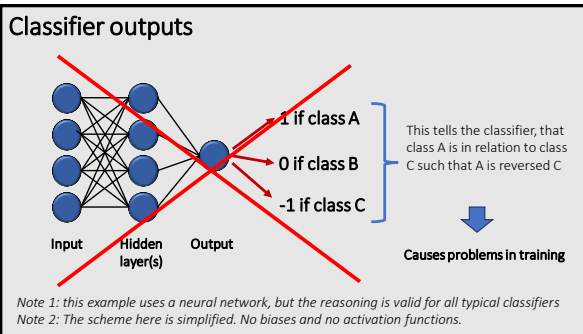 Classifier outputs
1 if class A
0 if class B
-1 if class C
This tells the classifier, that
class A is in relation to class
C such that A is reversed C
Causes problems in training
Input
Hidden
layer(s)
Output
Note 1: this example uses a neural network, but the reasoning is valid for all typical classifiers
Note 2: The scheme here is simplified. No biases and no activation functions.